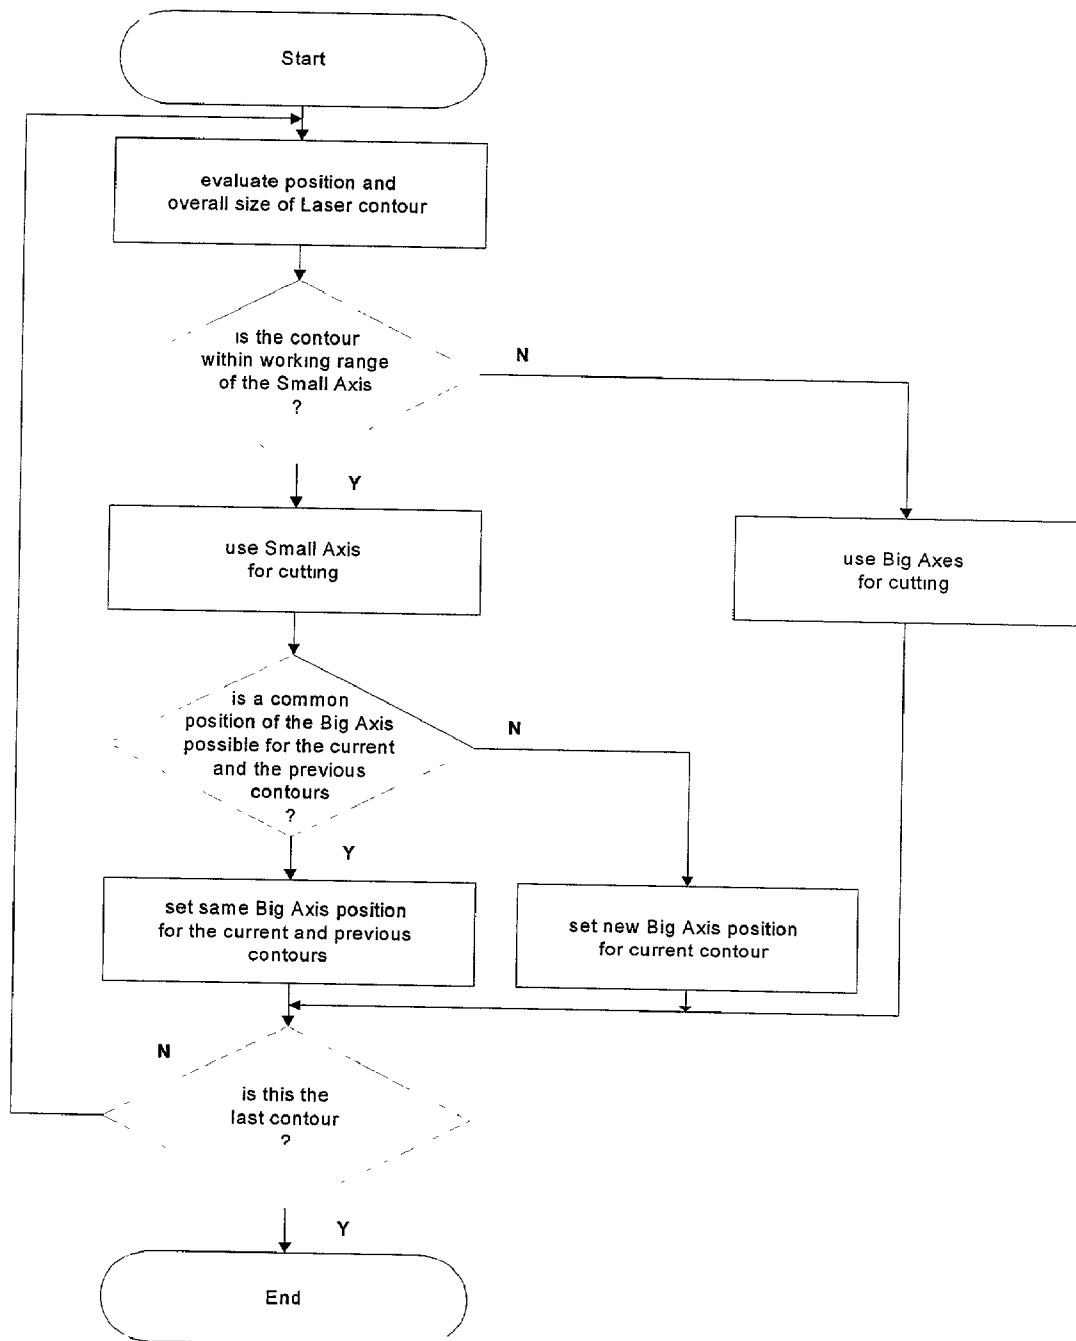 Start
evaluate position and
overall size of Laser contour
is the contour
within working range
of the Small Axis
?
N
Y
use Small Axis
for cutting
use Big Axes
for cutting
is a common
position of the Big Axis
possible for the current
and the previous
contours
?
N
Y
set same Big Axis position
for the current and previous
contours
set new Big Axis position
for current contour
N
is this the
last contour
?
Y
End